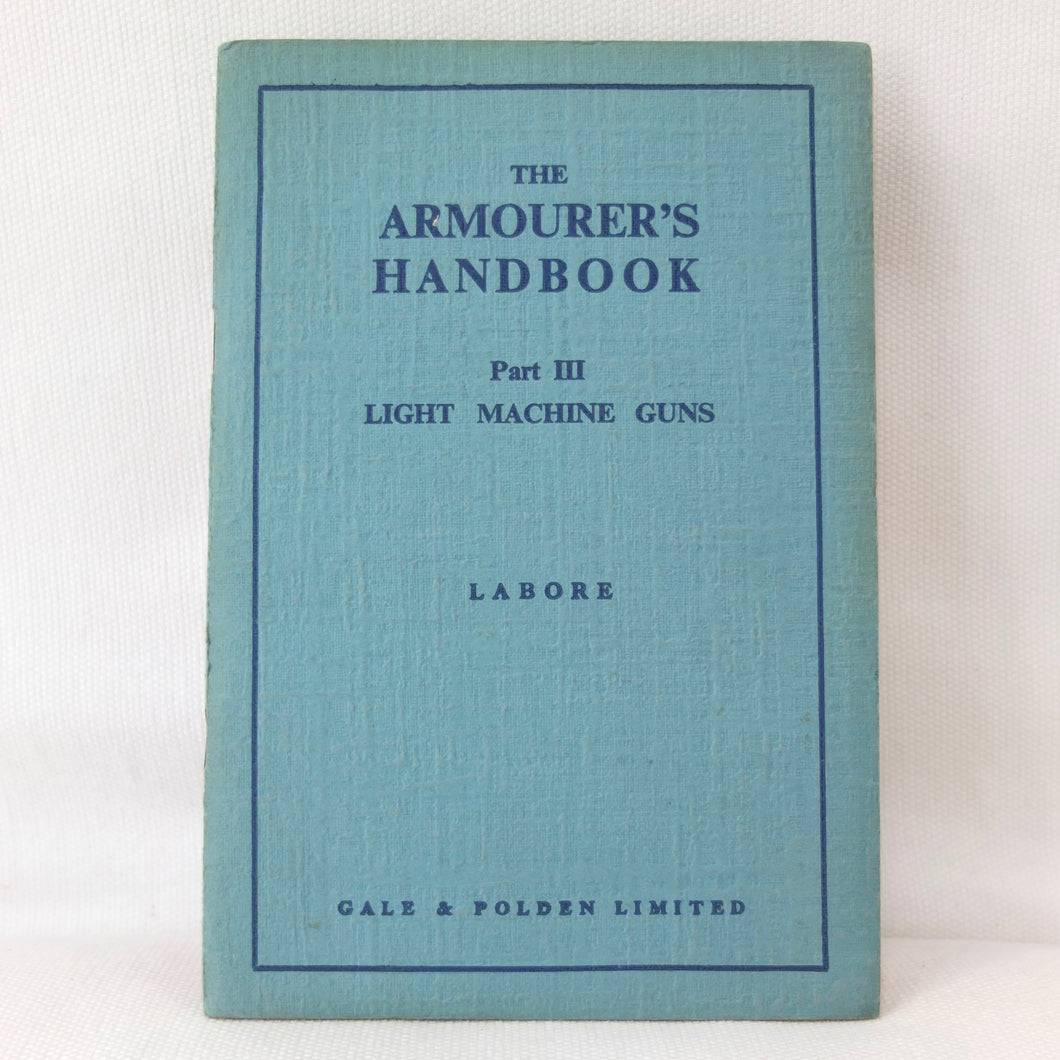 THE
ARMOURER'S
HANDBOOK
Part III
LIGHT MACHINE GUNS
LABORE
GALE & POLDEN LIMITED